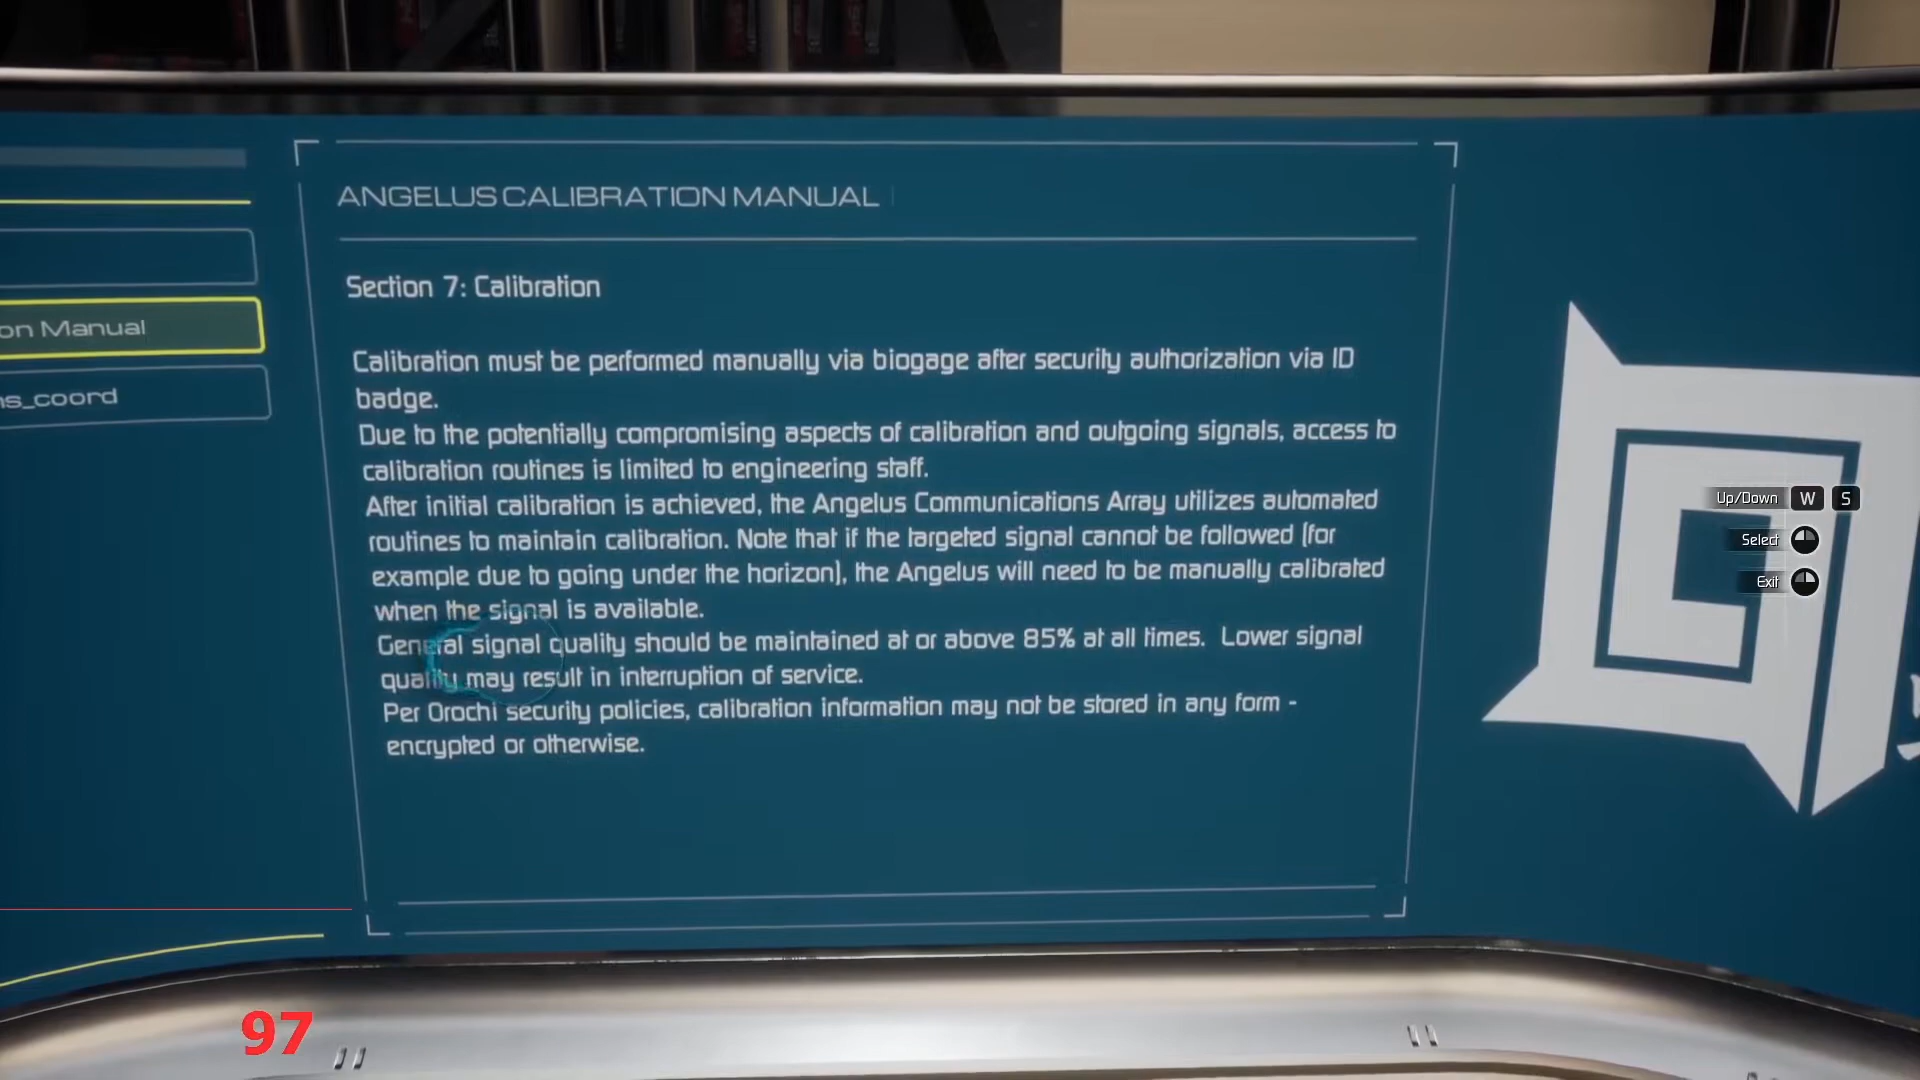 ANGELUS CALIBRATION MANUAL
Section 7: Calibration
on Manual
ns_coord
Calibration must be performed manually via biogage after security authorization via ID
badge.
Due to the potentially compromising aspects of calibration and outgoing signals, access to
calibration routines is limited to engineering staff.
After initial calibration is achieved, the Angelus Communications Array utilizes automated
routines to maintain calibration. Note that if the targeted signal cannot be followed (for
example due to going under the horizon), the Angelus will need to be manually calibrated
when the signal is available.
General signal quality should be maintained at or above 85% at all times. Lower signal
quality may result in interruption of service.
Per Orochi security policies, calibration information may not be stored in any form -
encrypted or otherwise.
Up/Down W S
Select
Exit
97